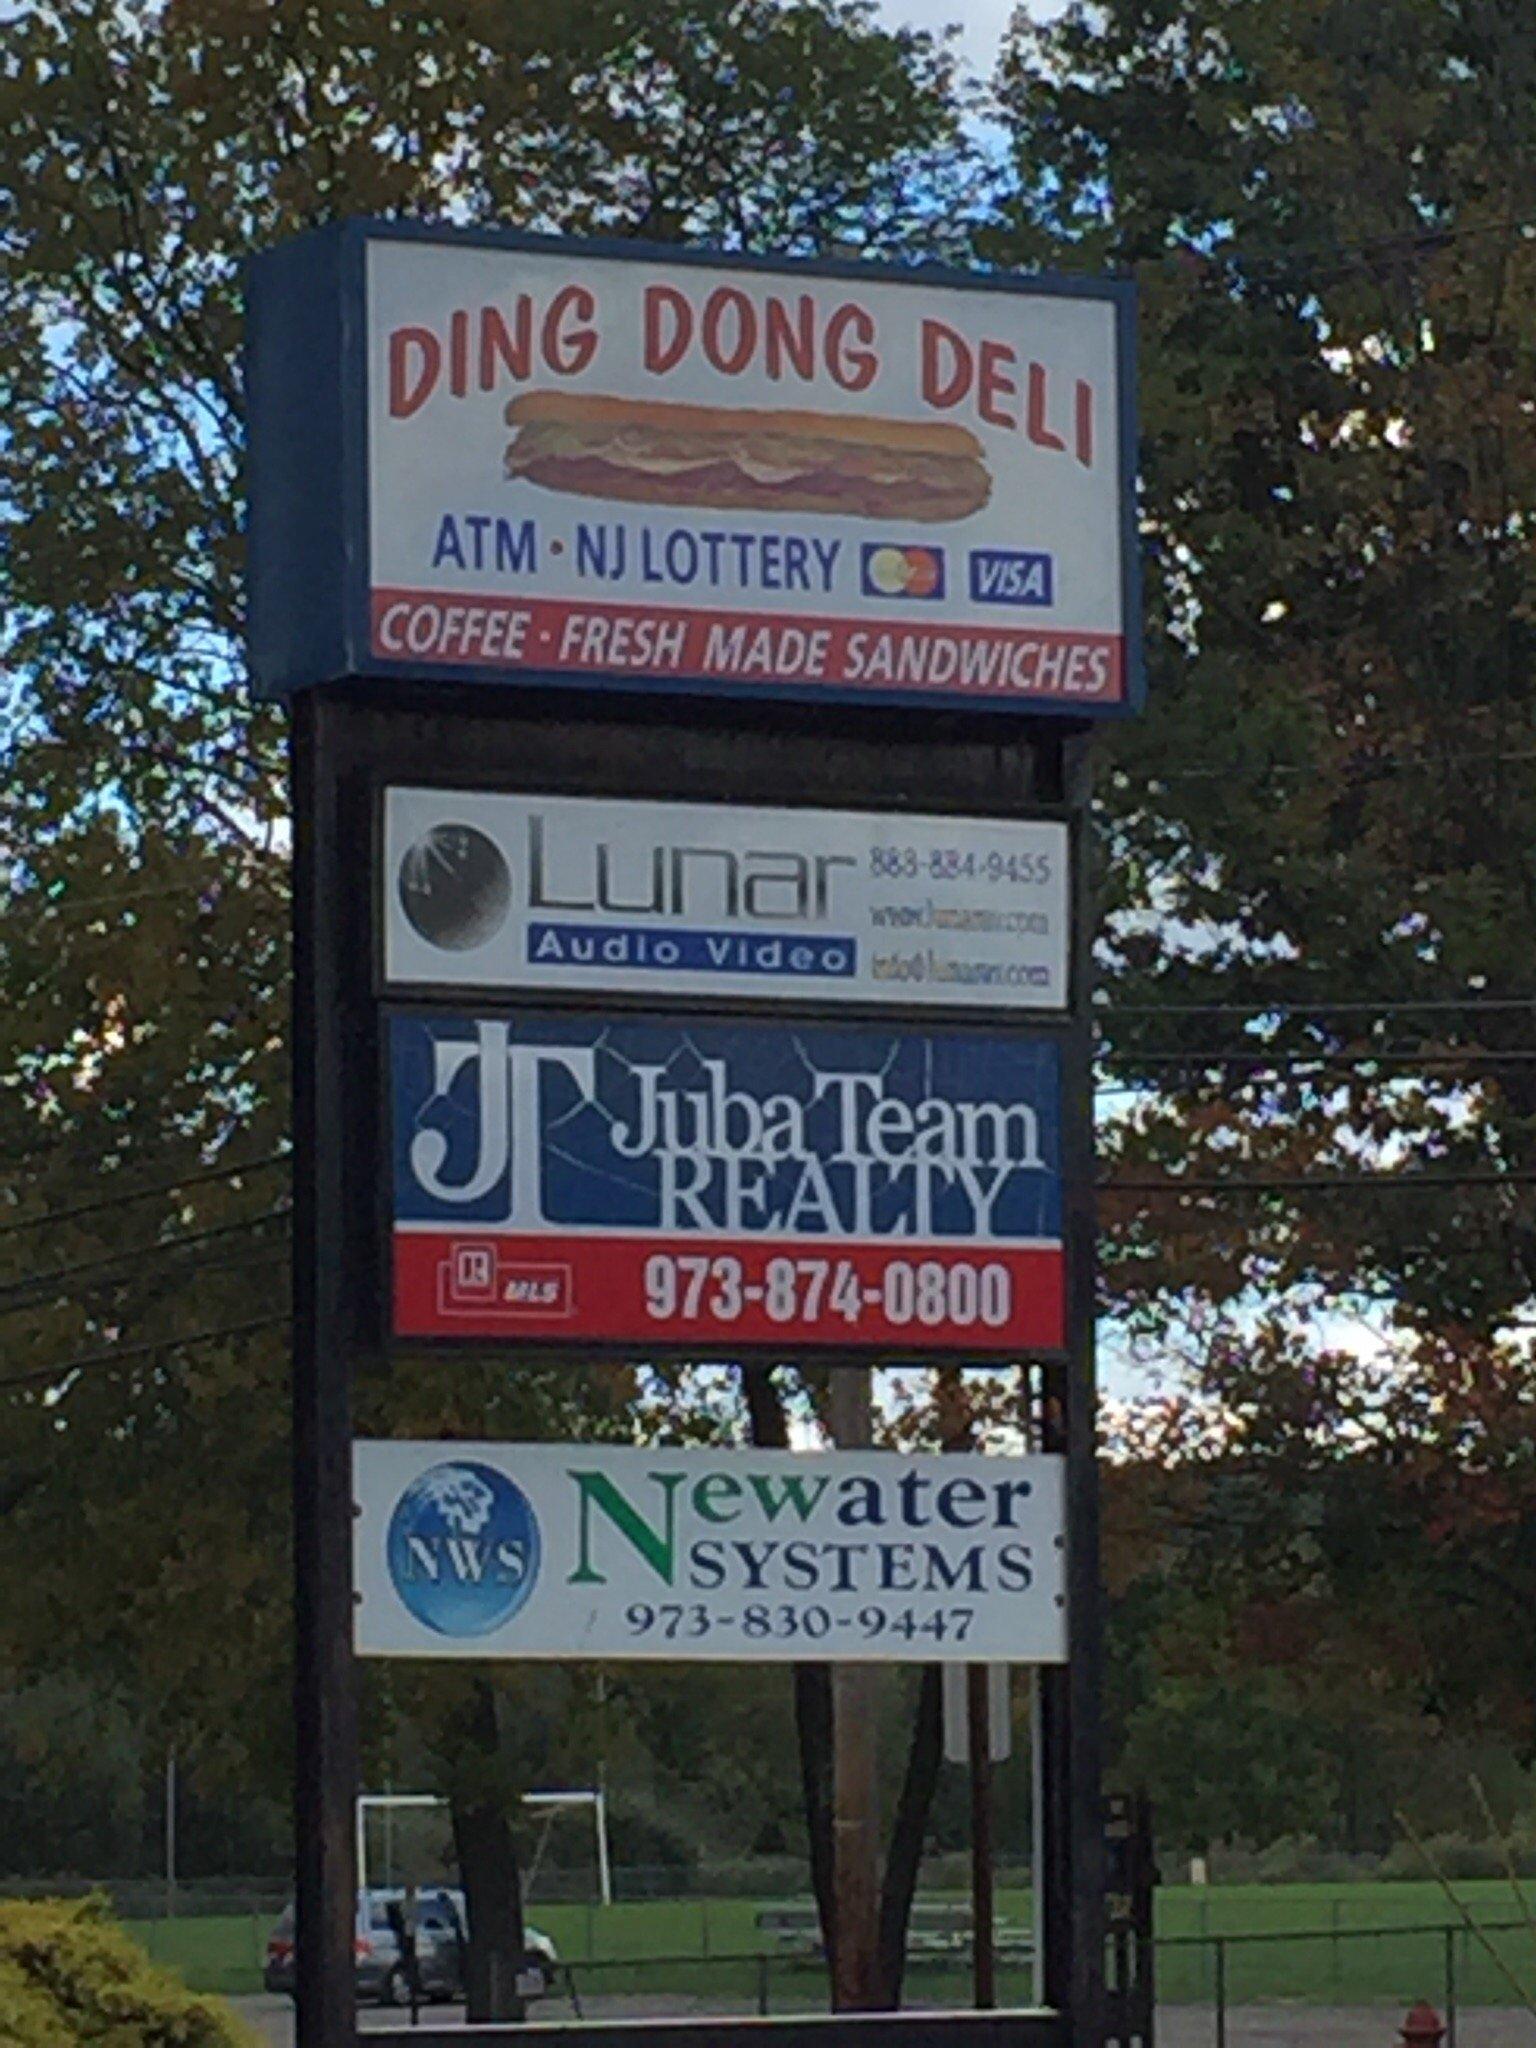 DING DONG DELI
ATM • NJ LOTTERY VISA
COFFEE • FRESH MADE SANDWICHES
Lunar
Audio Video
JT Juba Team
REALTY
R MLS 973-874-0800
NWS Newater
SYSTEMS
973-830-9447